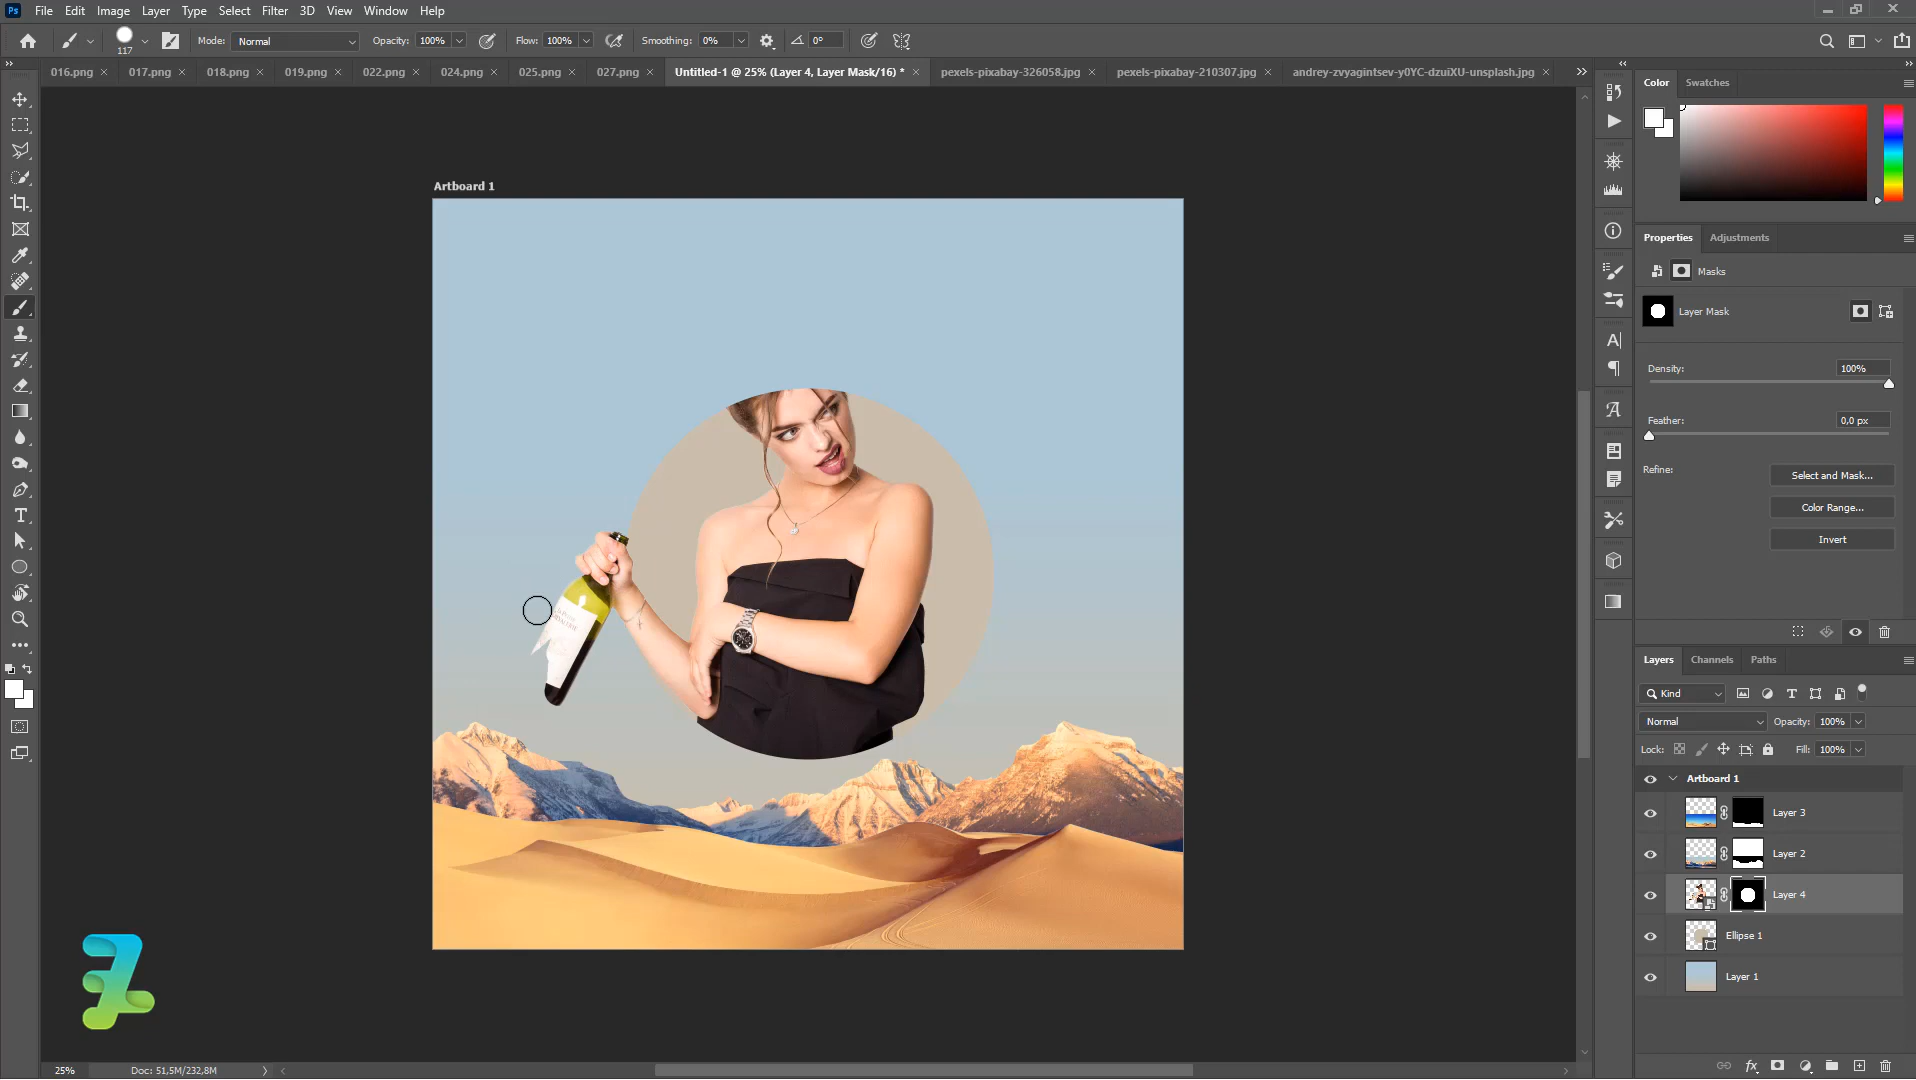 Ps File Edit Image Layer Type Select Filter 3D View Window Help
117 Mode: Normal Opacity: 100% Flow: 100% Smoothing: 0% 0°
016.png × 017.png × 018.png × 019.png × 022.png × 024.png × 025.png × 027.png × Untitled-1 @ 25% (Layer 4, Layer Mask/16) * × pexels-pixabay-326058.jpg × pexels-pixabay-210307.jpg × andrey-zvyagintsev-y0YC-dzuiXU-unsplash.jpg ×
Color Swatches
Artboard 1
Properties Adjustments
Masks
Layer Mask
Density: 100%
Feather: 0,0 px
Refine: Select and Mask...
Color Range...
Invert
Layers Channels Paths
Kind
Normal Opacity: 100%
Lock: Fill: 100%
Artboard 1
Layer 3
Layer 2
Layer 4
Ellipse 1
Layer 1
25% Doc: 51,5M/232,8M